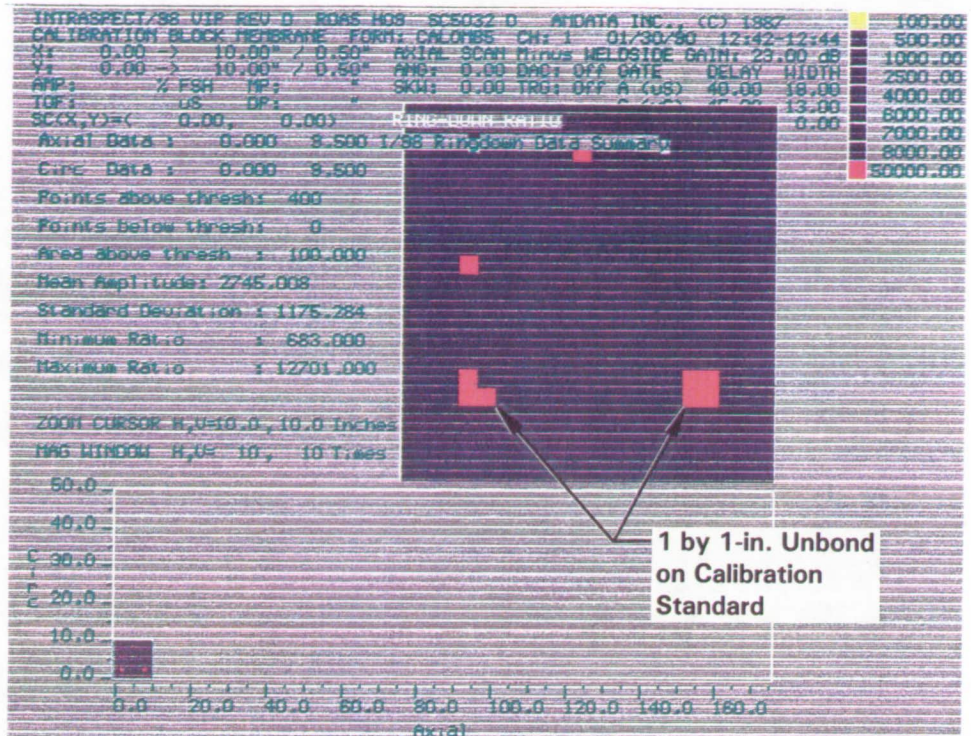 INTRASPECT/98 VIP REV D RDAS H09 SC5032 D AMDATA INC., (C) 1987
CALIBRATION BLOCK MEMBRANE FORM: CALOMBS CH: 1 01/30/90 12:42-12:44
X: 0.00 -> 10.00" / 0.50" AXIAL SCAN Minus WELDSIDE GAIN: 23.00 dB
Y: 0.00 -> 10.00" / 0.50" ANG: 0.00 DAC: Off GATE DELAY WIDTH
AMP: % FSH MP: " SKW: 0.00 TRG: Off A (uS) 40.00 18.00
TOF: uS DP: " 45.00 13.00
SC(X,Y)=( 0.00, 0.00) RING-DOWN RATIO 0.00
Axial Data : 0.000 9.500 I/98 Ringdown Data Summary
Circ Data : 0.000 9.500
Points above thresh: 400
Points below thresh: 0
Area above thresh : 100.000
Mean Amplitude: 2745.008
Standard Deviation : 1175.284
Minimum Ratio : 683.000
Maximum Ratio : 12701.000
ZOOM CURSOR H,V=10.0, 10.0 Inches
MAG WINDOW H,V= 10, 10 Times
100.00
500.00
1000.00
2500.00
4000.00
6000.00
7000.00
8000.00
50000.00
1 by 1-in. Unbond
on Calibration
Standard
50.0
40.0
30.0
20.0
10.0
0.0
Circ
0.0 20.0 40.0 60.0 80.0 100.0 120.0 140.0 160.0
Axial